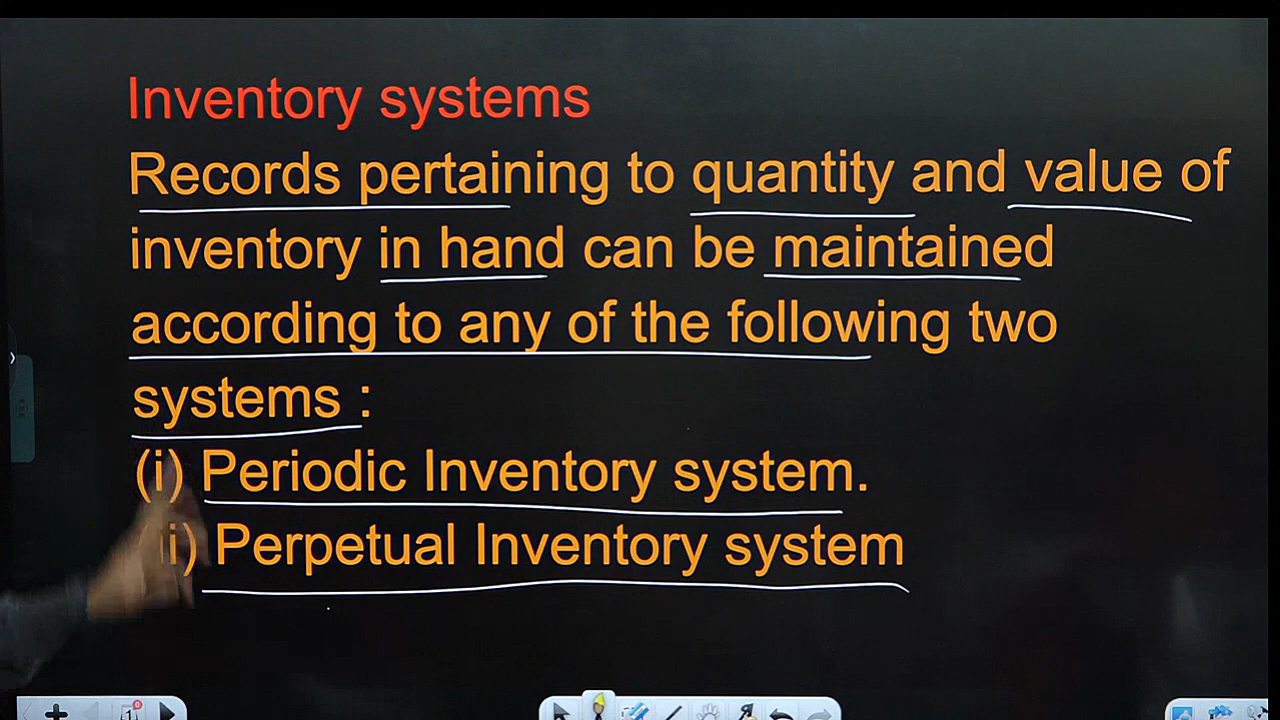 Inventory systems
Records pertaining to quantity and value of
inventory in hand can be maintained
according to any of the following two
systems :
(i) Periodic Inventory system.
ii) Perpetual Inventory system